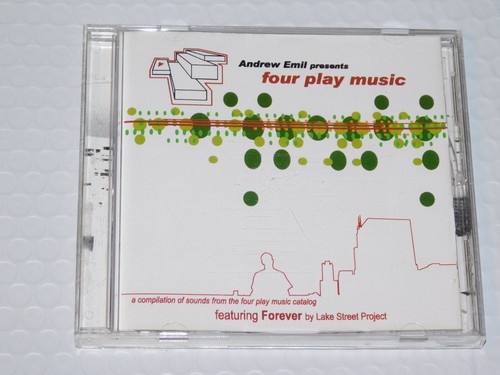 Andrew Emil presents
four play music
a compilation of sounds from the four play music catalog
featuring Forever by Lake Street Project